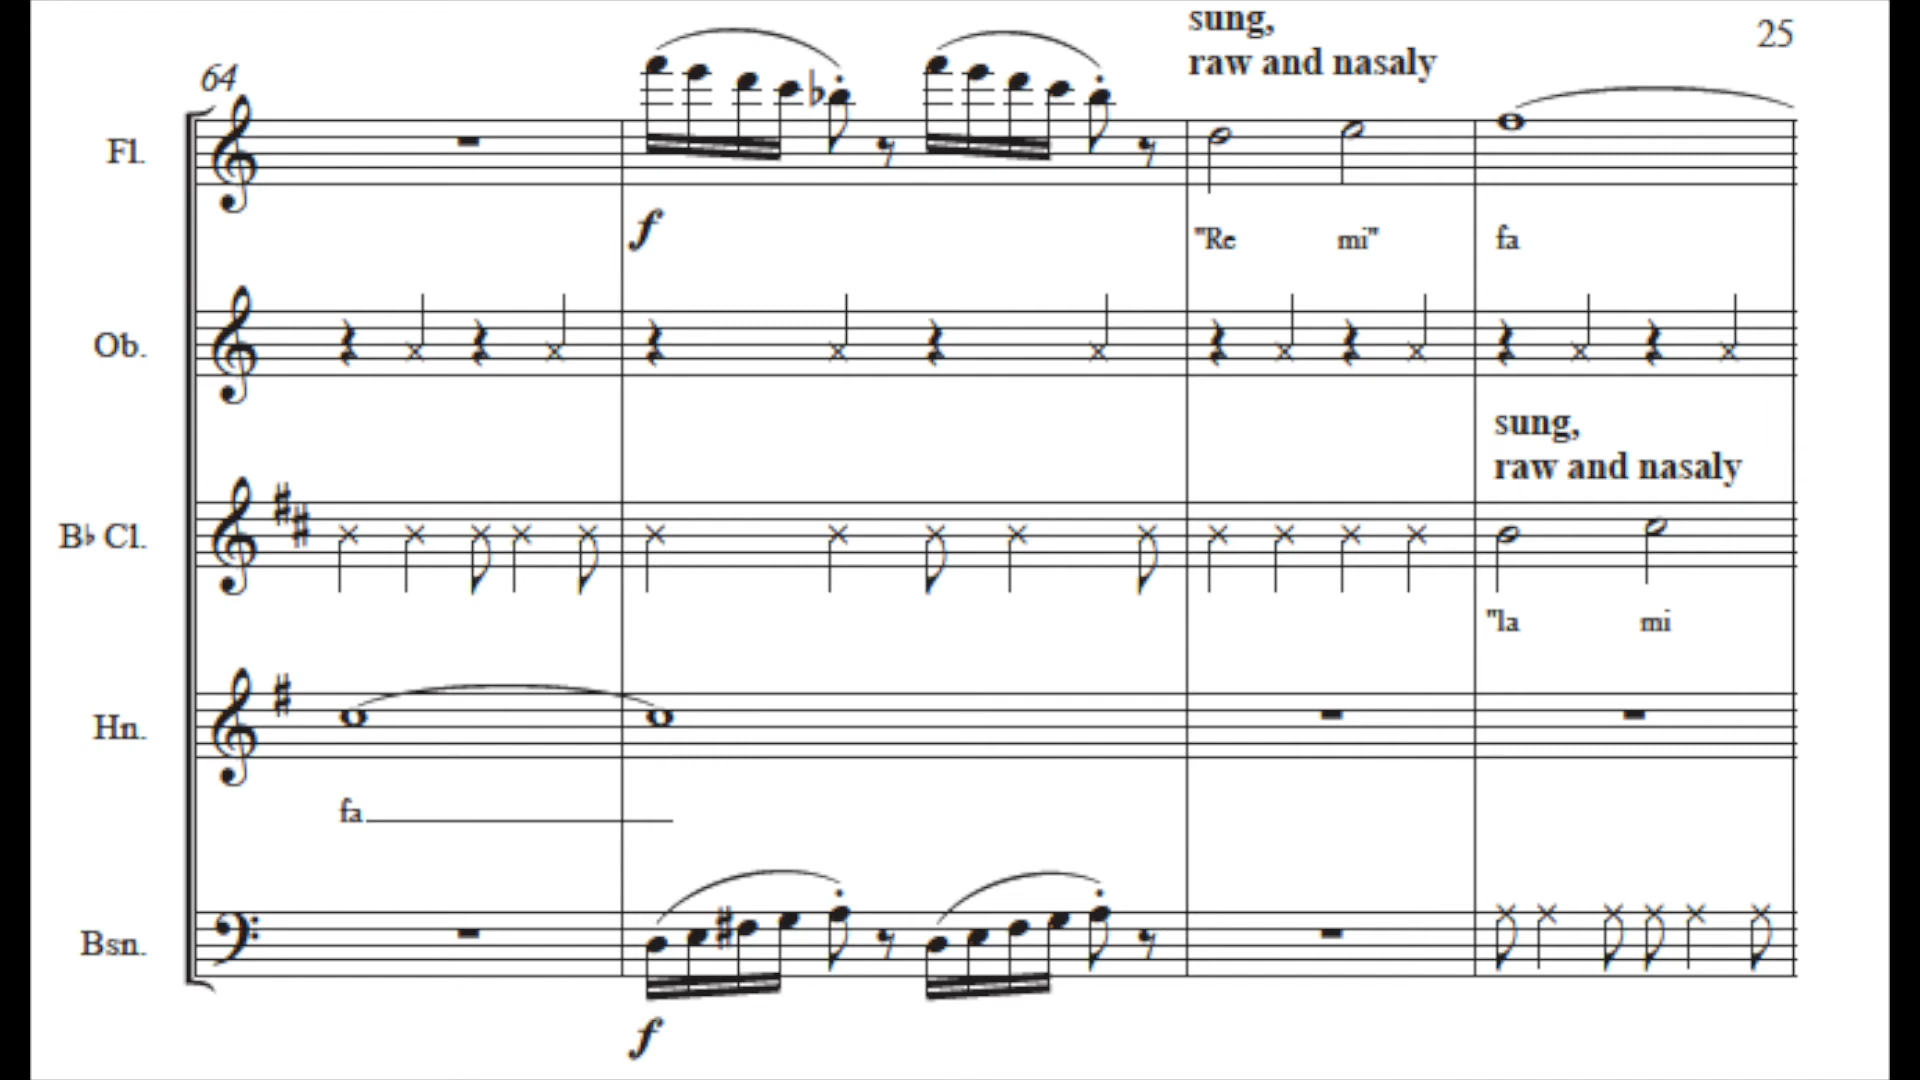 sung,
raw and nasaly
25
64
Fl.
f
"Re mi" fa
Ob.
sung,
raw and nasaly
B♭ Cl.
"la mi
Hn.
fa
Bsn.
f